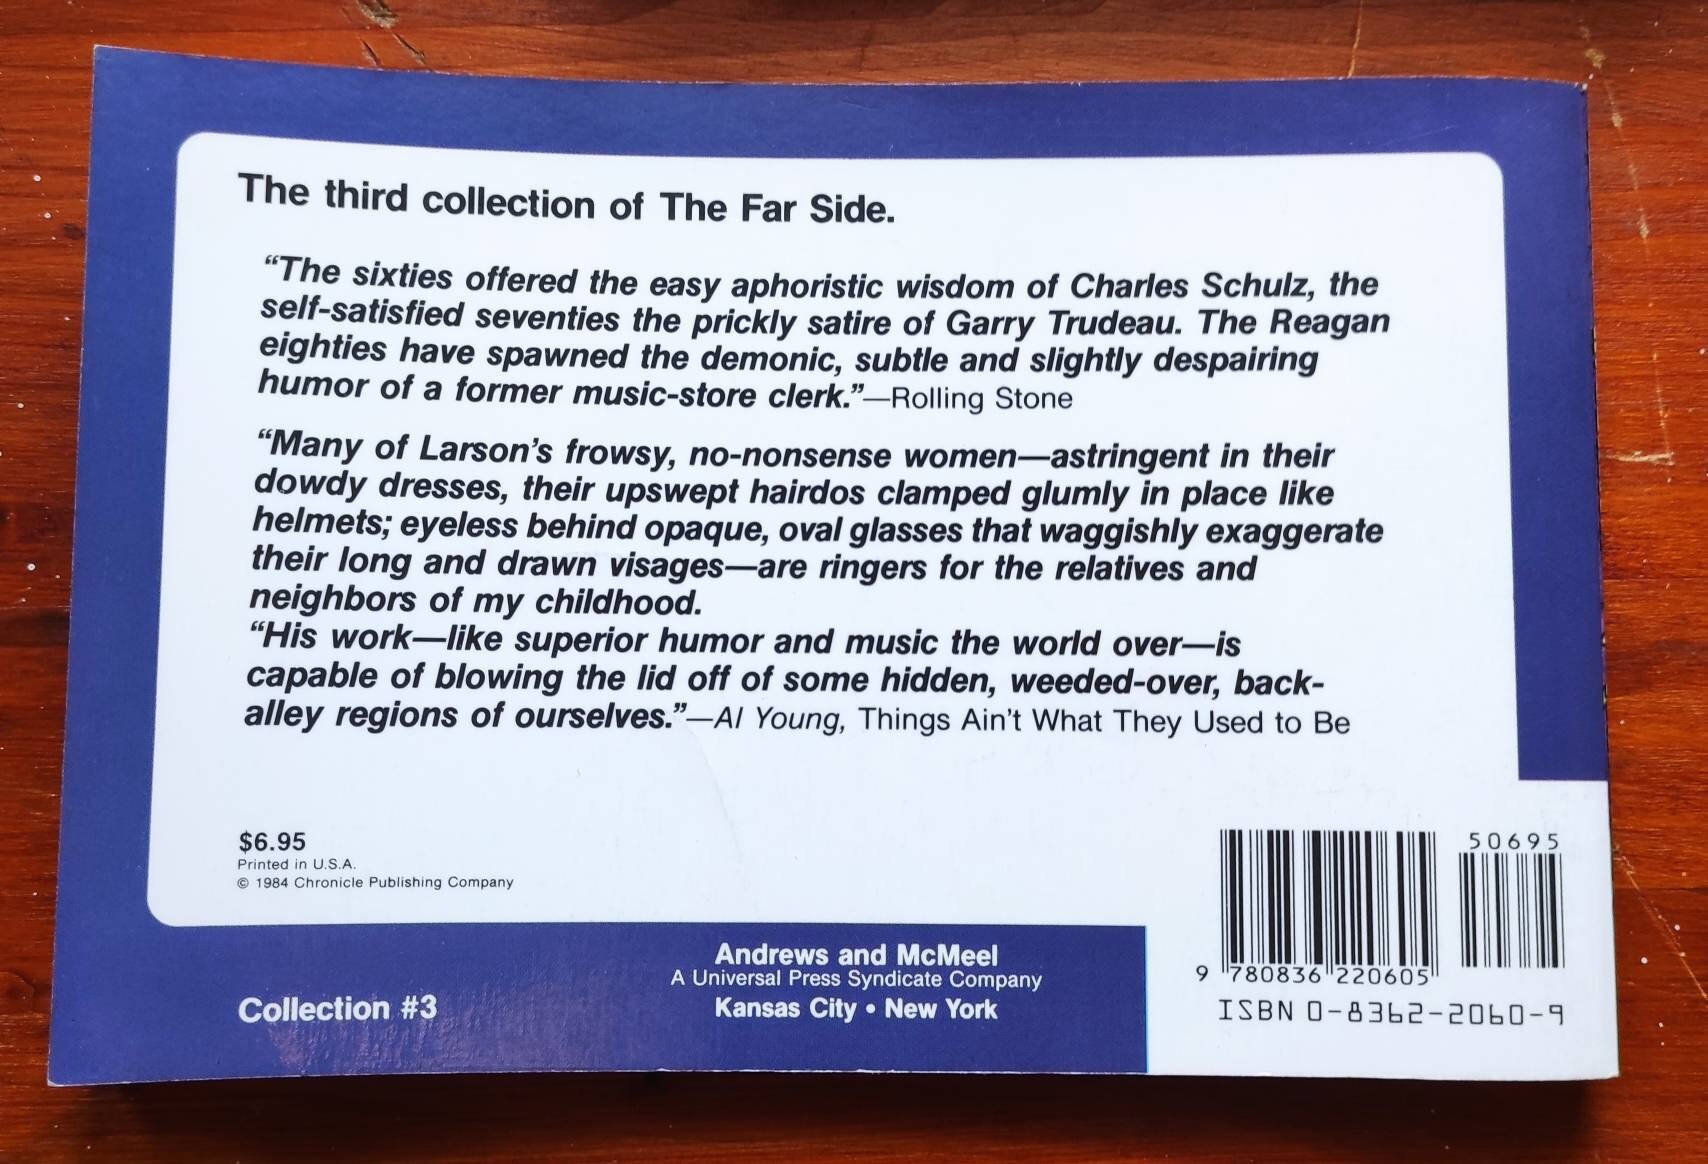 The third collection of The Far Side.
“The sixties offered the easy aphoristic wisdom of Charles Schulz, the
self-satisfied seventies the prickly satire of Garry Trudeau. The Reagan
eighties have spawned the demonic, subtle and slightly despairing
humor of a former music-store clerk.”—Rolling Stone
“Many of Larson’s frowsy, no-nonsense women—astringent in their
dowdy dresses, their upswept hairdos clamped glumly in place like
helmets; eyeless behind opaque, oval glasses that waggishly exaggerate
their long and drawn visages—are ringers for the relatives and
neighbors of my childhood.
“His work—like superior humor and music the world over—is
capable of blowing the lid off of some hidden, weeded-over, back-
alley regions of ourselves.”—Al Young, Things Ain't What They Used to Be
$6.95
Printed in U.S.A.
© 1984 Chronicle Publishing Company
Andrews and McMeel
A Universal Press Syndicate Company
Kansas City • New York
Collection #3
50695
9 780836 220605
ISBN 0-8362-2060-9